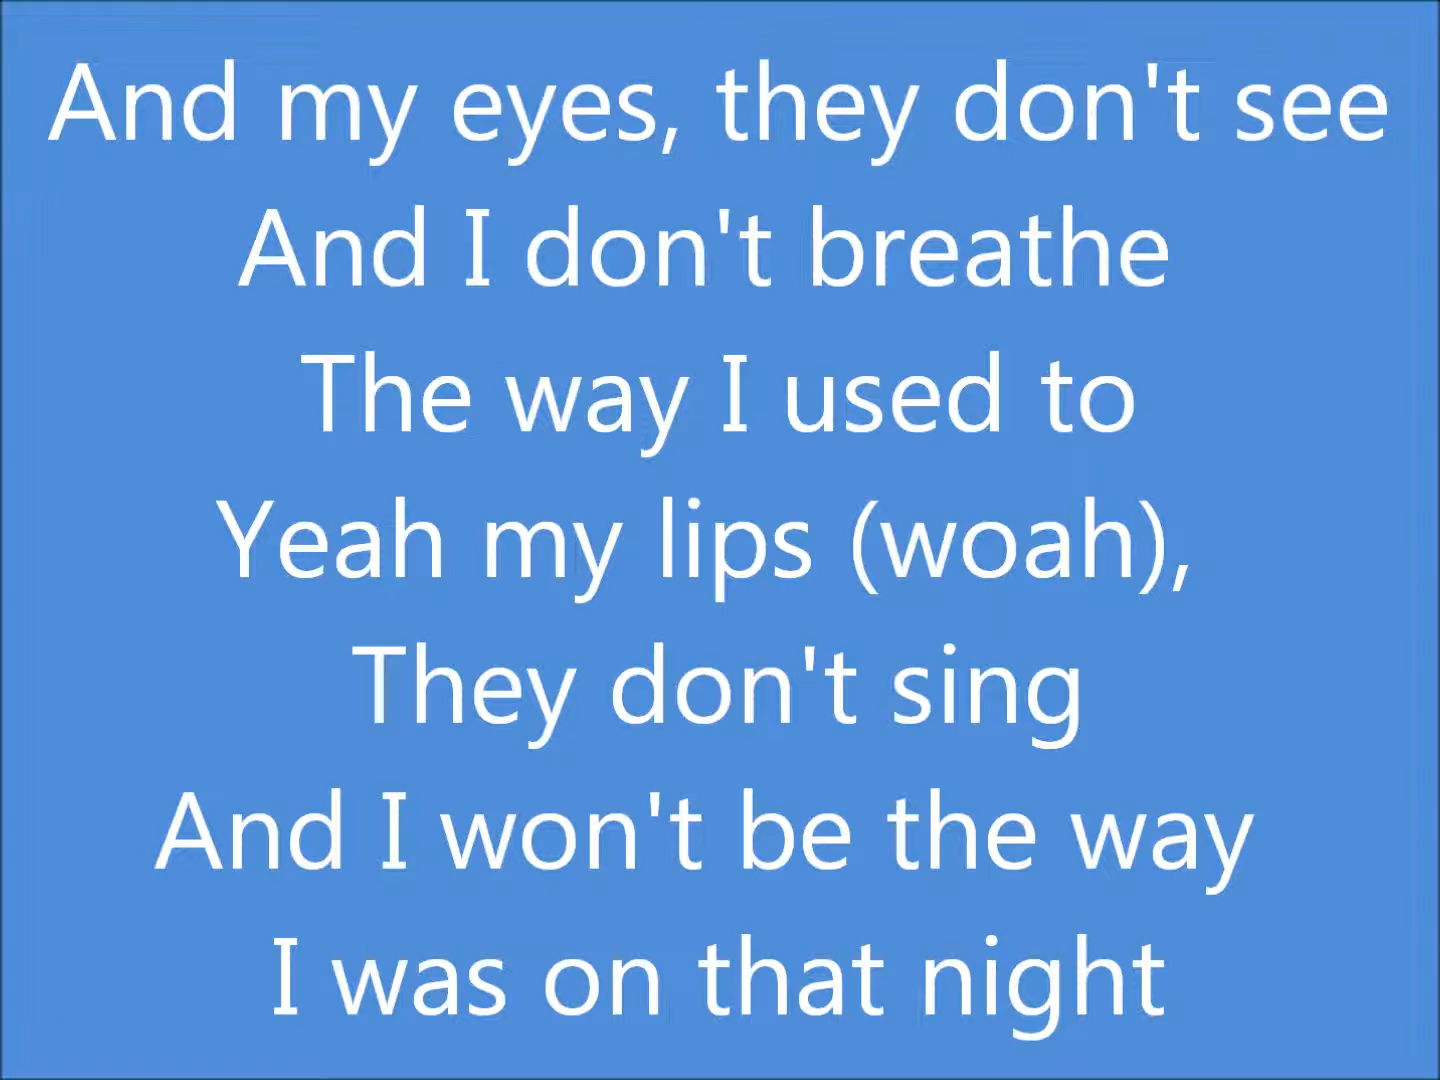 And my eyes, they don't see
And I don't breathe
The way I used to
Yeah my lips (woah),
They don't sing
And I won't be the way
I was on that night